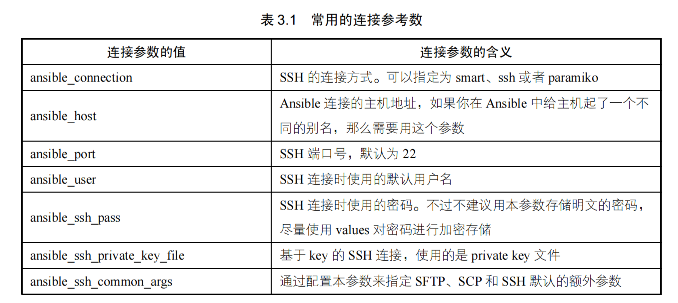 表 3.1 常用的连接参考数
连接参数的值 连接参数的含义
ansible_connection SSH 的连接方式。可以指定为 smart、ssh 或者 paramiko
ansible_host Ansible 连接的主机地址，如果你在 Ansible 中给主机起了一个不
同的别名，那么需要用这个参数
ansible_port SSH 端口号，默认为 22
ansible_user SSH 连接时使用的默认用户名
ansible_ssh_pass SSH 连接时使用的密码。不过不建议用本参数存储明文的密码，
尽量使用 values 对密码进行加密存储
ansible_ssh_private_key_file 基于 key 的 SSH 连接，使用的是 private key 文件
ansible_ssh_common_args 通过配置本参数来指定 SFTP、SCP 和 SSH 默认的额外参数